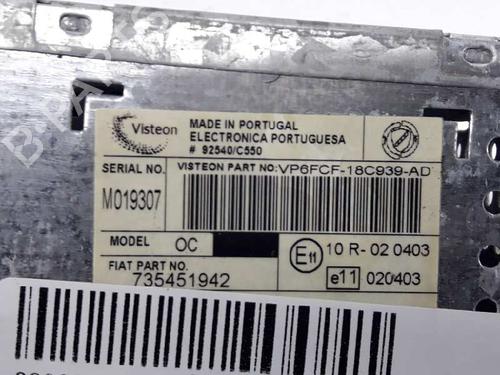 Visteon
MADE IN PORTUGAL
ELECTRONICA PORTUGUESA
# 92540/C550
SERIAL NO.
VISTEON PART NO:VP6FCF-18C939-AD
M019307
MODEL OC
E11 10 R- 02 0403
FIAT PART NO.
735451942
e11 020403